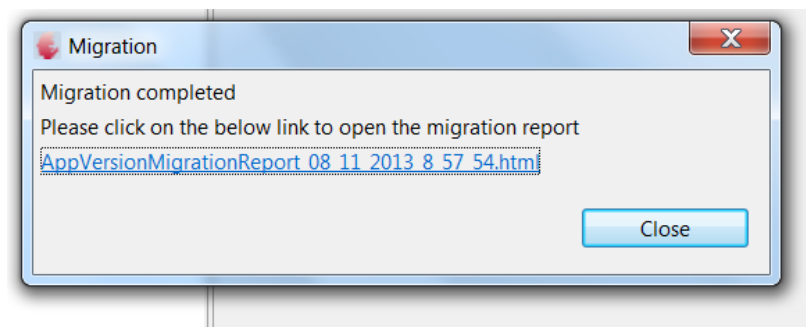 Migration
Migration completed
Please click on the below link to open the migration report
AppVersionMigrationReport_08_11_2013_8_57_54.html
Close